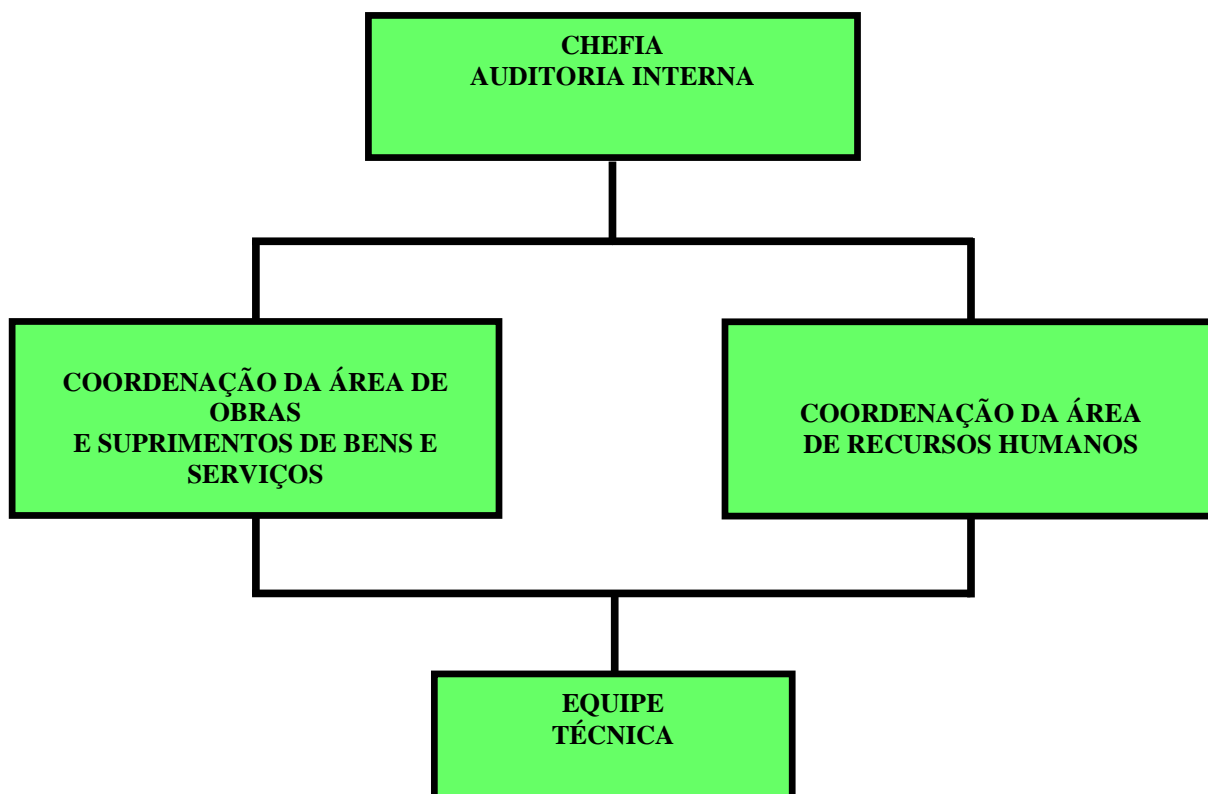 CHEFIA
AUDITORIA INTERNA
COORDENAÇÃO DA ÁREA DE
OBRAS
E SUPRIMENTOS DE BENS E
SERVIÇOS
COORDENAÇÃO DA ÁREA
DE RECURSOS HUMANOS
EQUIPE
TÉCNICA